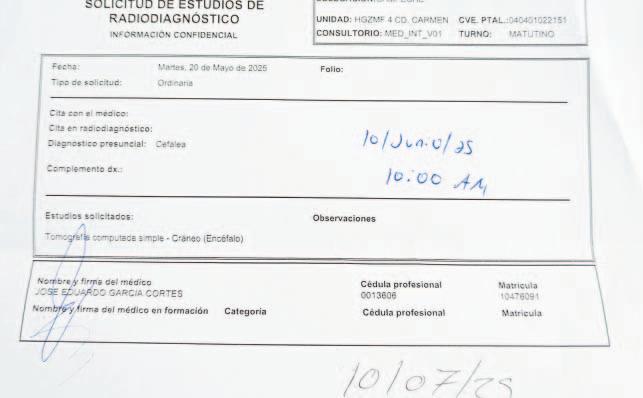 SOLICITUD DE ESTUDIOS DE
RADIODIAGNÓSTICO
INFORMACIÓN CONFIDENCIAL
UNIDAD: HGZMF 4 CD. CARMEN CVE. PTAL.:040401022151
CONSULTORIO: MED_INT_V01 TURNO: MATUTINO
Fecha: Martes, 20 de Mayo de 2025 Folio:
Tipo de solicitud: Ordinaria
Cita con el médico:
Cita en radiodiagnóstico:
Diagnóstico presuncial: Cefalea
10/Junio/25
Complemento dx.:
10:00 AM
Estudios solicitados: Observaciones
Tomografía computada simple - Cráneo (Encéfalo)
Nombre y firma del médico Cédula profesional Matricula
JOSE EDUARDO GARCIA CORTES 0013606 10476091
Nombre y firma del médico en formación Categoría Cédula profesional Matricula
10/07/25